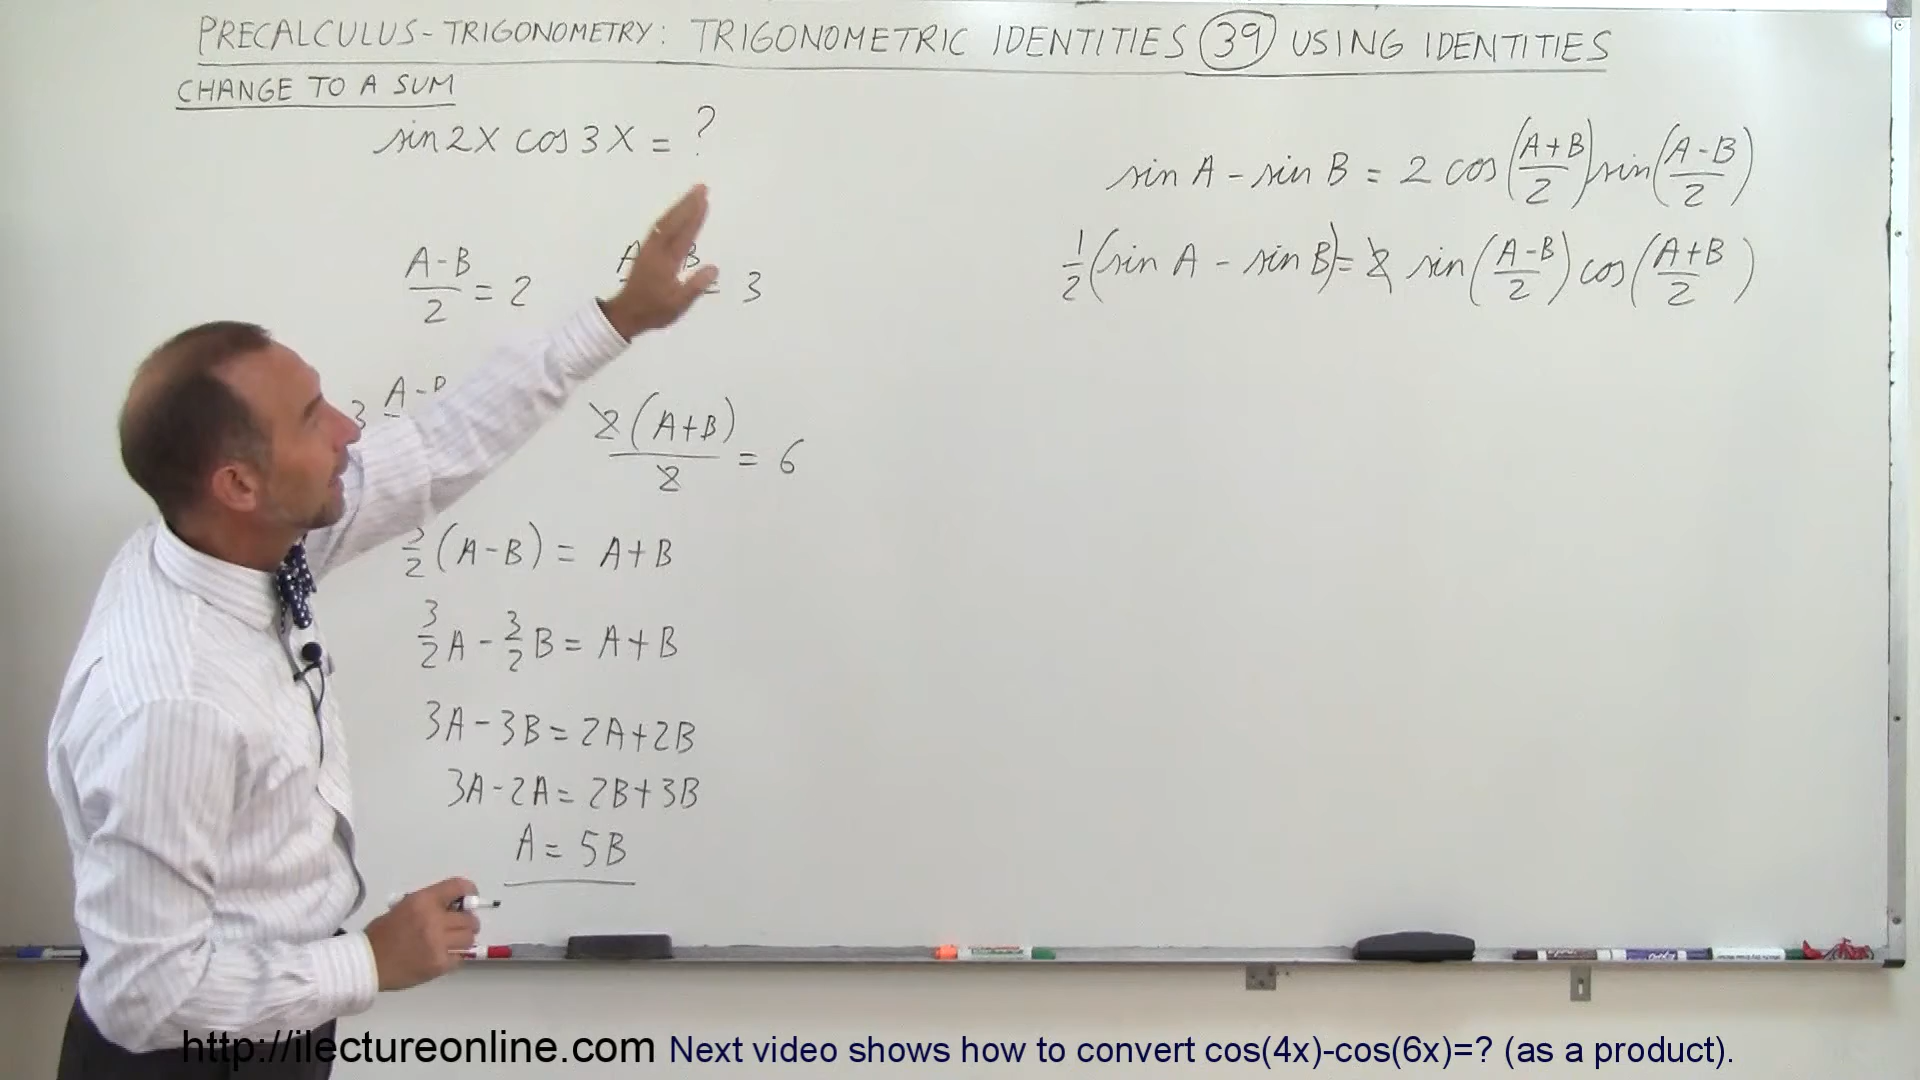 PRECALCULUS - TRIGONOMETRY: TRIGONOMETRIC IDENTITIES 39 USING IDENTITIES
CHANGE TO A SUM
sin 2X cos 3X = ?
(A-B)/2 = 2
= 3
3 A-
2(A+B)/2 = 6
3/2 (A-B) = A+B
3/2 A - 3/2 B = A+B
3A - 3B = 2A + 2B
3A - 2A = 2B + 3B
A = 5B
sin A - sin B = 2 cos((A+B)/2) sin((A-B)/2)
1/2 (sin A - sin B) = 2 sin((A-B)/2) cos((A+B)/2)
http://ilectureonline.com Next video shows how to convert cos(4x)-cos(6x)=? (as a product).